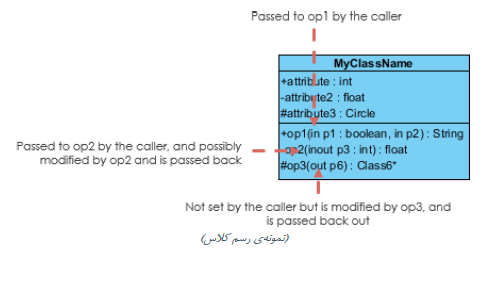 Passed to op1 by the caller
MyClassName
+attribute : int
-attribute2 : float
#attribute3 : Circle
+op1(in p1 : boolean, in p2) : String
-op2(inout p3 : int) : float
#op3(out p6) : Class6*
Passed to op2 by the caller, and possibly
modified by op2 and is passed back
Not set by the caller but is modified by op3, and
is passed back out
(نمونه‌ی رسم کلاس)